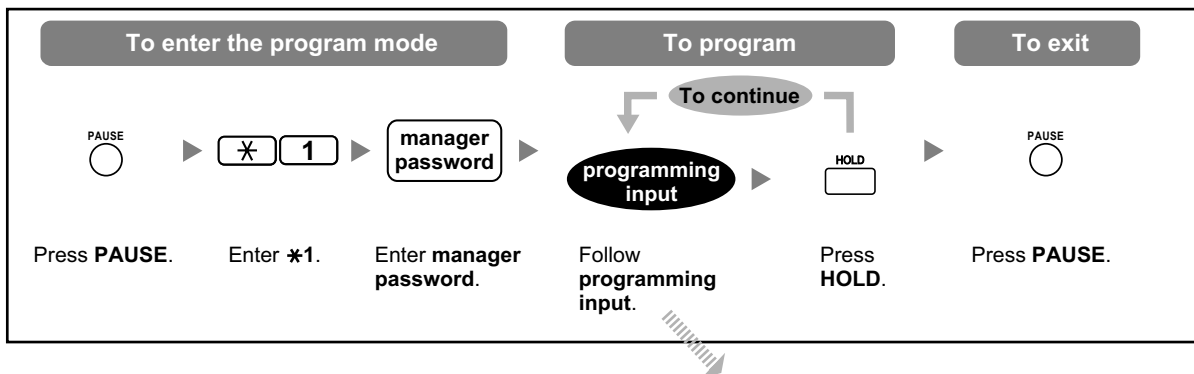 To enter the program mode
To program
To exit
To continue
PAUSE
✳
1
manager
password
programming
input
HOLD
PAUSE
Press PAUSE.
Enter ✳1.
Enter manager
password.
Follow
programming
input.
Press
HOLD.
Press PAUSE.